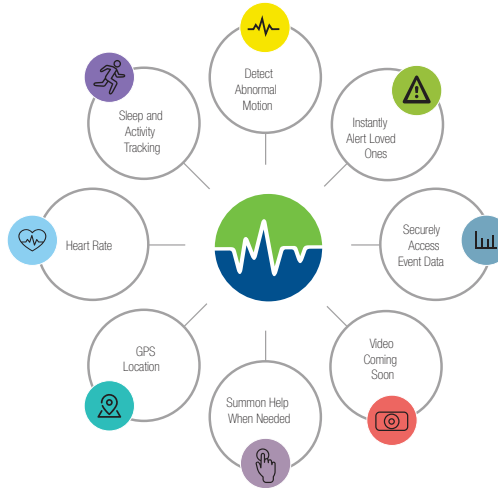 Detect
Abnormal
Motion
Instantly
Alert Loved
Ones
Securely
Access
Event Data
Video
Coming
Soon
Summon Help
When Needed
GPS
Location
Heart Rate
Sleep and
Activity
Tracking